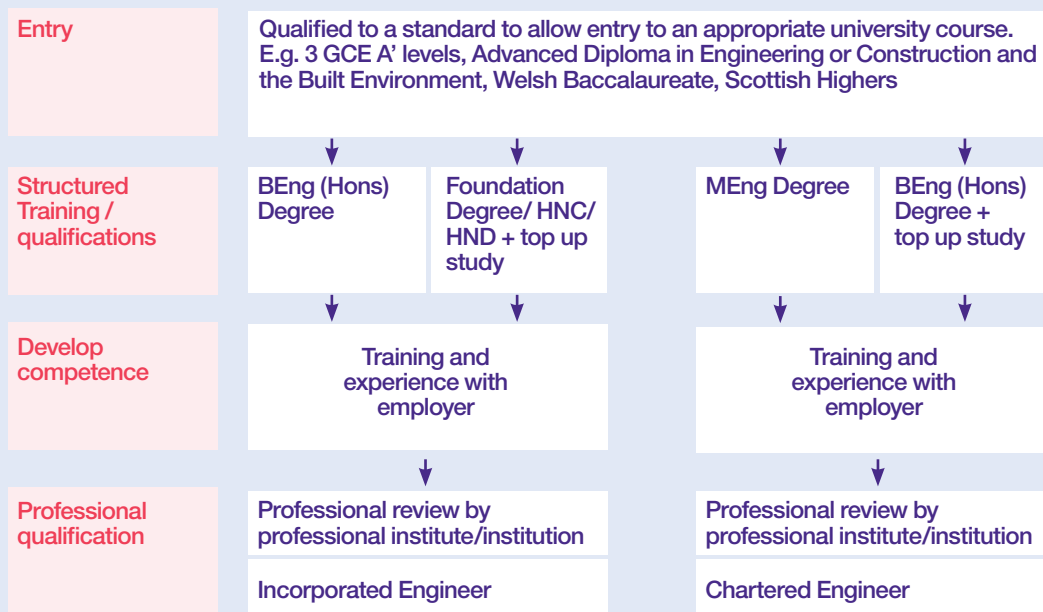 Entry
Qualified to a standard to allow entry to an appropriate university course.
E.g. 3 GCE A' levels, Advanced Diploma in Engineering or Construction and
the Built Environment, Welsh Baccalaureate, Scottish Highers
Structured
Training /
qualifications
BEng (Hons)
Degree
Foundation
Degree/ HNC/
HND + top up
study
MEng Degree
BEng (Hons)
Degree +
top up study
Develop
competence
Training and
experience with
employer
Training and
experience with
employer
Professional
qualification
Professional review by
professional institute/institution
Incorporated Engineer
Professional review by
professional institute/institution
Chartered Engineer